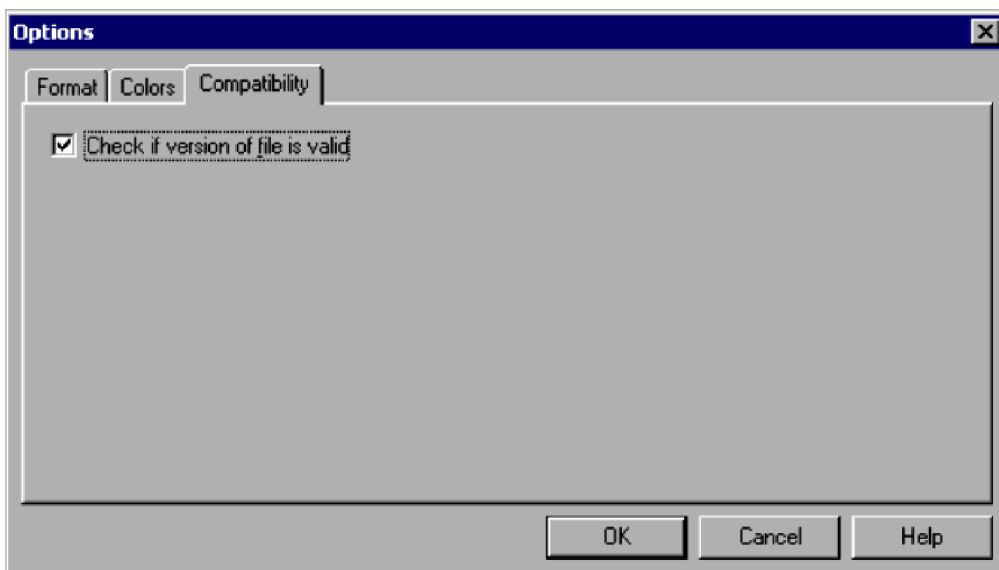 Options
Format Colors Compatibility
Check if version of file is valid
OK Cancel Help